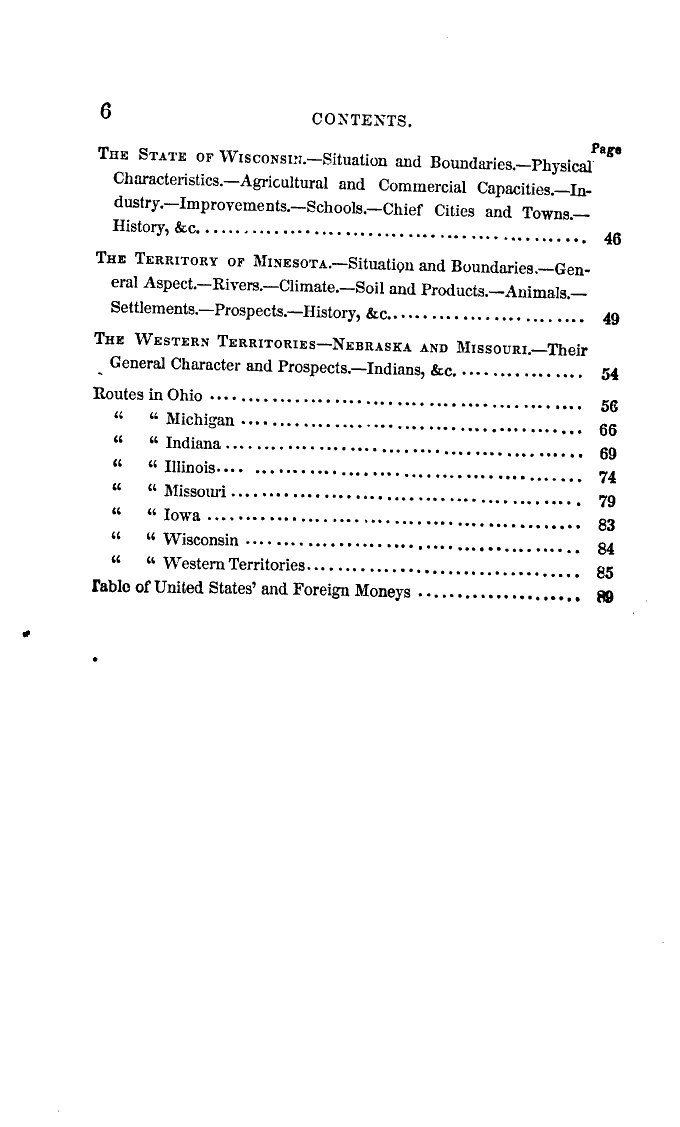 6
CONTENTS.
Page
THE STATE OF WISCONSIN.—Situation and Boundaries.—Physical
Characteristics.—Agricultural and Commercial Capacities.—In-
dustry.—Improvements.—Schools.—Chief Cities and Towns.—
History, &c. .................................................. 46
THE TERRITORY OF MINESOTA.—Situation and Boundaries.—Gen-
eral Aspect.—Rivers.—Climate.—Soil and Products.—Animals.—
Settlements.—Prospects.—History, &c. ......................... 49
THE WESTERN TERRITORIES—NEBRASKA AND MISSOURI.—Their
General Character and Prospects.—Indians, &c. ................ 54
Routes in Ohio ................................................ 56
“ “ Michigan ............................................ 66
“ “ Indiana .............................................. 69
“ “ Illinois.... .......................................... 74
“ “ Missouri ............................................. 79
“ “ Iowa ................................................ 83
“ “ Wisconsin ........................................... 84
“ “ Western Territories................................... 85
Table of United States’ and Foreign Moneys ..................... 89